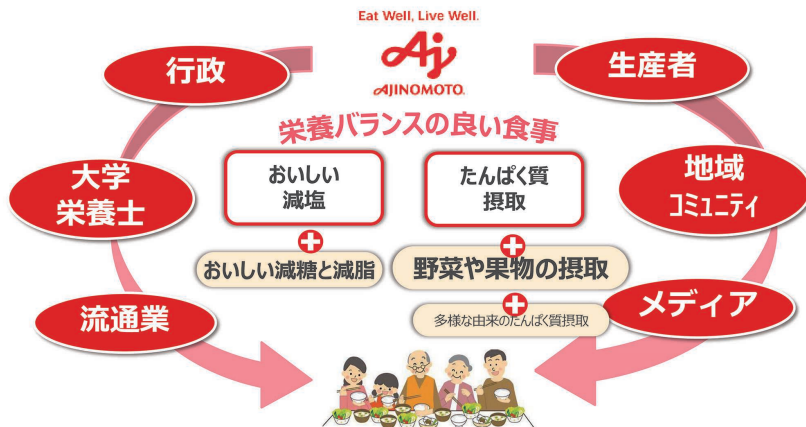 Eat Well, Live Well.
Aj
AJINOMOTO®
行政
生産者
栄養バランスの良い食事
大学
栄養士
おいしい
減塩
たんぱく質
摂取
地域
コミュニティ
おいしい減糖と減脂
野菜や果物の摂取
流通業
多様な由来のたんぱく質摂取
メディア